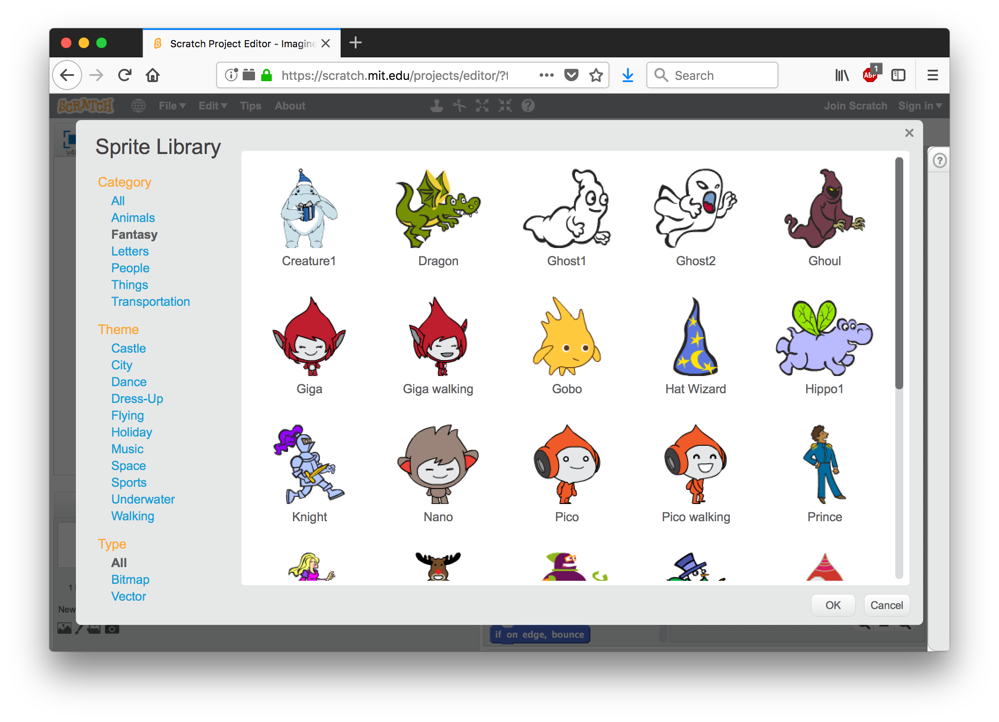 Scratch Project Editor - Imagine
https://scratch.mit.edu/projects/editor/?t
Search
ABP
1
SCRATCH
File
Edit
Tips
About
Join Scratch
Sign in
Sprite Library
Category
All
Animals
Fantasy
Letters
People
Things
Transportation
Theme
Castle
City
Dance
Dress-Up
Flying
Holiday
Music
Space
Sports
Underwater
Walking
Type
All
Bitmap
Vector
Creature1
Dragon
Ghost1
Ghost2
Ghoul
Giga
Giga walking
Gobo
Hat Wizard
Hippo1
Knight
Nano
Pico
Pico walking
Prince
OK
Cancel
New
if on edge, bounce